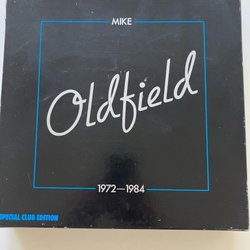 MIKE
Oldfield
1972—1984
SPECIAL CLUB EDITION